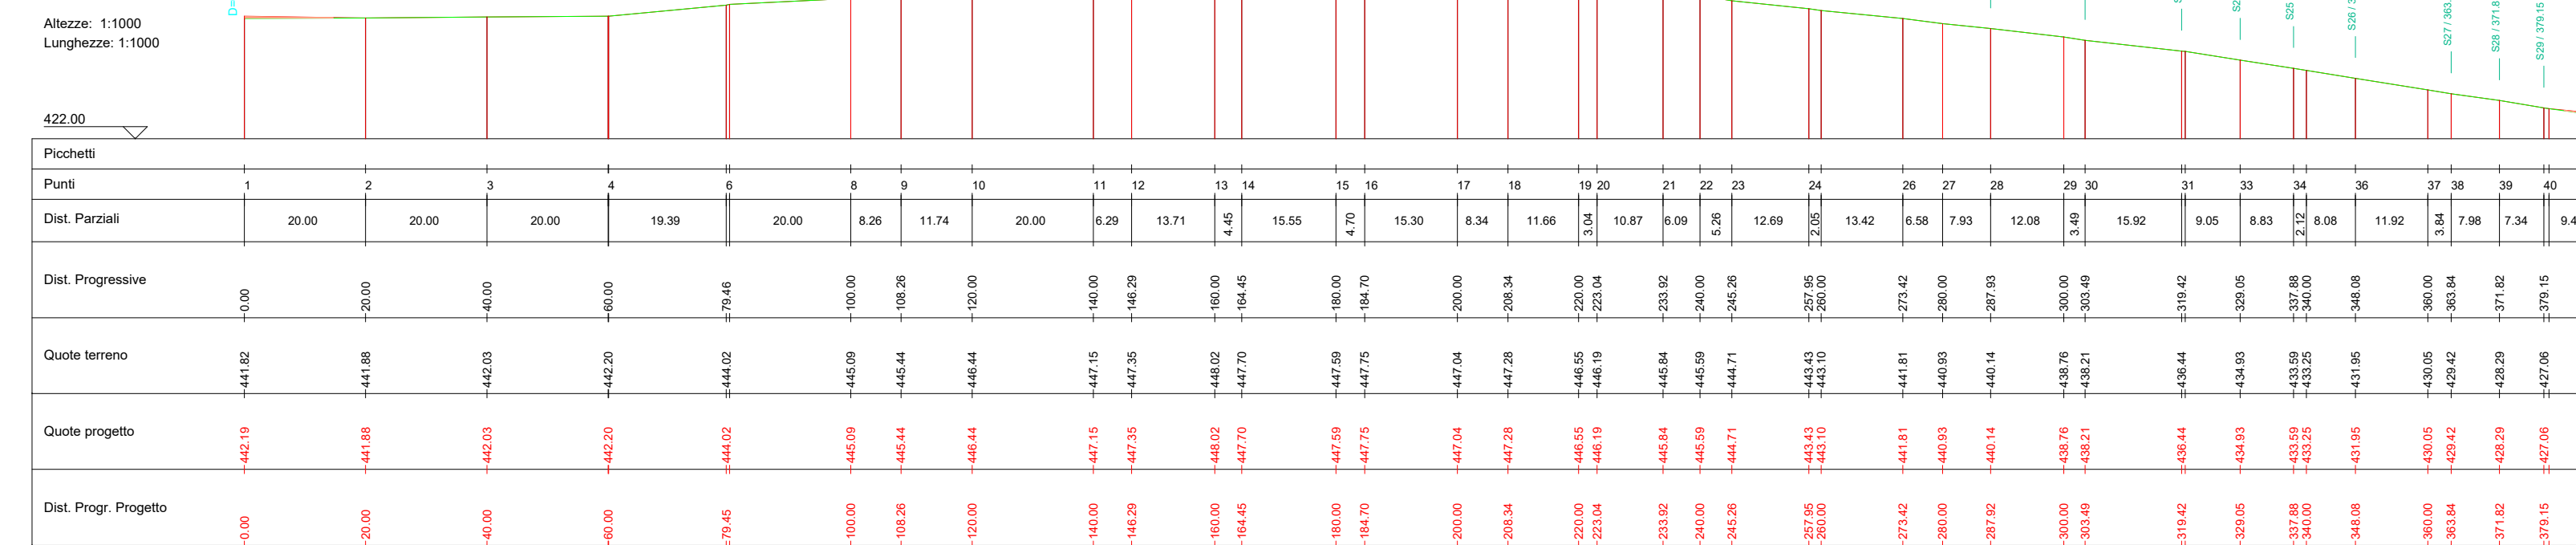 D=
Altezze: 1:1000
Lunghezze: 1:1000
S27 / 363.
S28 / 371.8
S29 / 379.15
422.00
Picchetti
Punti 1 2 3 4 6 8 9 10 11 12 13 14 15 16 17 18 19 20 21 22 23 24 26 27 28 29 30 31 33 34 36 37 38 39 40
Dist. Parziali 20.00 20.00 20.00 19.39 20.00 8.26 11.74 20.00 6.29 13.71 4.45 15.55 4.70 15.30 8.34 11.66 3.04 10.87 6.09 5.26 12.69 2.05 13.42 6.58 7.93 12.08 3.49 15.92 9.05 8.83 2.12 8.08 11.92 3.84 7.98 7.34 9.4
Dist. Progressive 0.00 20.00 40.00 60.00 79.46 100.00 108.26 120.00 140.00 146.29 160.00 164.45 180.00 184.70 200.00 208.34 220.00 223.04 233.92 240.00 245.26 257.95 260.00 273.42 280.00 287.93 300.00 303.49 319.42 329.05 337.88 340.00 348.08 360.00 363.84 371.82 379.15
Quote terreno 441.82 441.88 442.03 442.20 444.02 445.09 445.44 446.44 447.15 447.35 448.02 447.70 447.59 447.75 447.04 447.28 446.55 446.19 445.84 445.59 444.71 443.43 443.10 441.81 440.93 440.14 438.76 438.21 436.44 434.93 433.59 433.25 431.95 430.05 429.42 428.29 427.06
Quote progetto 442.19 441.88 442.03 442.20 444.02 445.09 445.44 446.44 447.15 447.35 448.02 447.70 447.59 447.75 447.04 447.28 446.55 446.19 445.84 445.59 444.71 443.43 443.10 441.81 440.93 440.14 438.76 438.21 436.44 434.93 433.59 433.25 431.95 430.05 429.42 428.29 427.06
Dist. Progr. Progetto 0.00 20.00 40.00 60.00 79.45 100.00 108.26 120.00 140.00 146.29 160.00 164.45 180.00 184.70 200.00 208.34 220.00 223.04 233.92 240.00 245.26 257.95 260.00 273.42 280.00 287.92 300.00 303.49 319.42 329.05 337.88 340.00 348.08 360.00 363.84 371.82 379.15